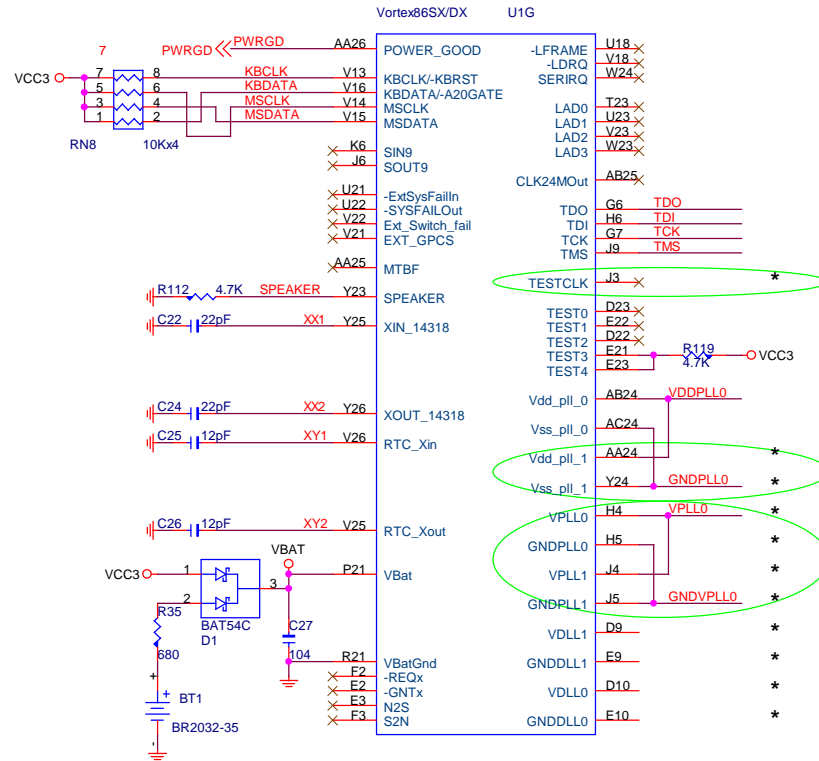 Vortex86SX/DX U1G
PWRGD PWRGD AA26 POWER_GOOD
7
VCC3 7 8 KBCLK V13 KBCLK/-KBRST
5 6 KBDATA V16 KBDATA/-A20GATE
3 4 MSCLK V14 MSCLK
1 2 MSDATA V15 MSDATA
RN8 10Kx4
K6 SIN9
J6 SOUT9
U21 -ExtSysFailIn
U22 -SYSFAILOut
V22 Ext_Switch_fail
V21 EXT_GPCS
AA25 MTBF
R112 4.7K SPEAKER Y23 SPEAKER
C22 22pF XX1 Y25 XIN_14318
C24 22pF XX2 Y26 XOUT_14318
C25 12pF XY1 V26 RTC_Xin
C26 12pF XY2 V25 RTC_Xout
VBAT
VCC3 1 3 P21 VBat
2
R35 BAT54C C27
D1
680 104 R21 VBatGnd
F2 -REQx
+ E2 -GNTx
+ BT1 E3 N2S
F3 S2N
BR2032-35
-
-LFRAME U18
-LDRQ V18
SERIRQ W24
LAD0 T23
LAD1 U23
LAD2 V23
LAD3 W23
CLK24MOut AB25
TDO G6 TDO
TDI H6 TDI
TCK G7 TCK
TMS J9 TMS
TESTCLK J3 *
TEST0 D23
TEST1 E22
TEST2 D22
TEST3 E21 R119 VCC3
TEST4 E23 4.7K
Vdd_pll_0 AB24 VDDPLL0
Vss_pll_0 AC24
Vdd_pll_1 AA24 *
Vss_pll_1 Y24 GNDPLL0 *
VPLL0 H4 VPLL0 *
GNDPLL0 H5 *
VPLL1 J4 *
GNDPLL1 J5 GNDVPLL0 *
VDLL1 D9 *
GNDDLL1 E9 *
VDLL0 D10 *
GNDDLL0 E10 *